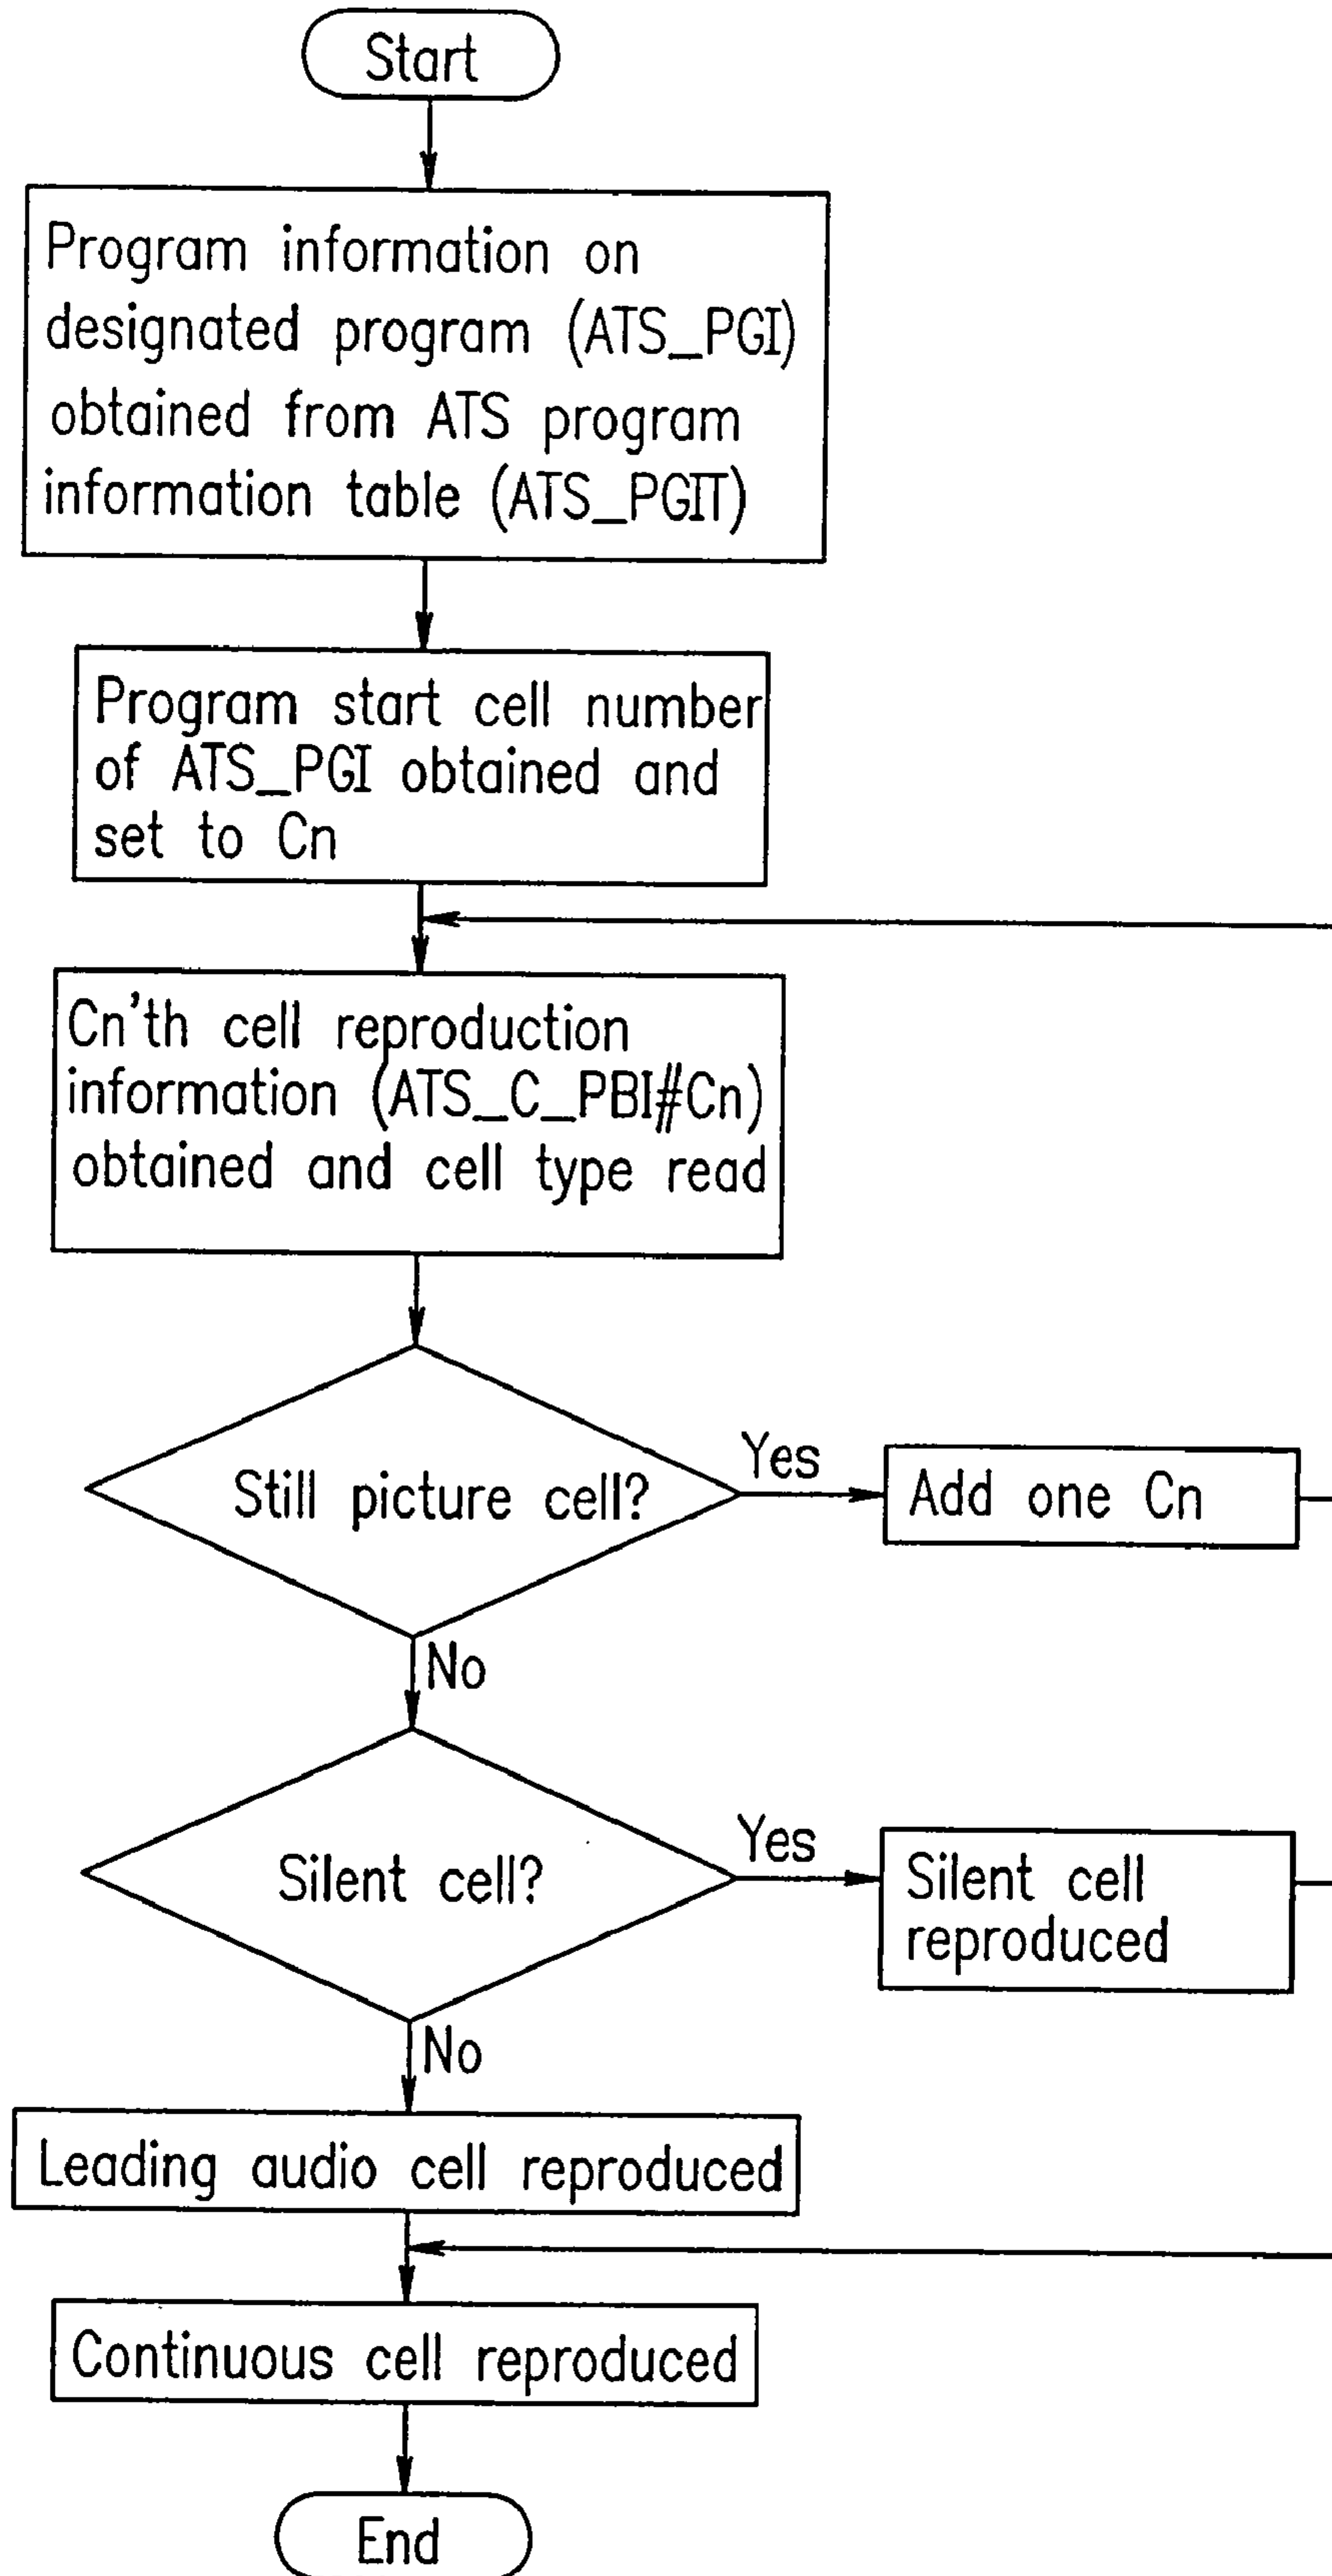 Start
Program information on
designated program (ATS_PGI)
obtained from ATS program
information table (ATS_PGIT)
Program start cell number
of ATS_PGI obtained and
set to Cn
Cn'th cell reproduction
information (ATS_C_PBI#Cn)
obtained and cell type read
Still picture cell?
Yes
Add one Cn
No
Silent cell?
Yes
Silent cell
reproduced
No
Leading audio cell reproduced
Continuous cell reproduced
End